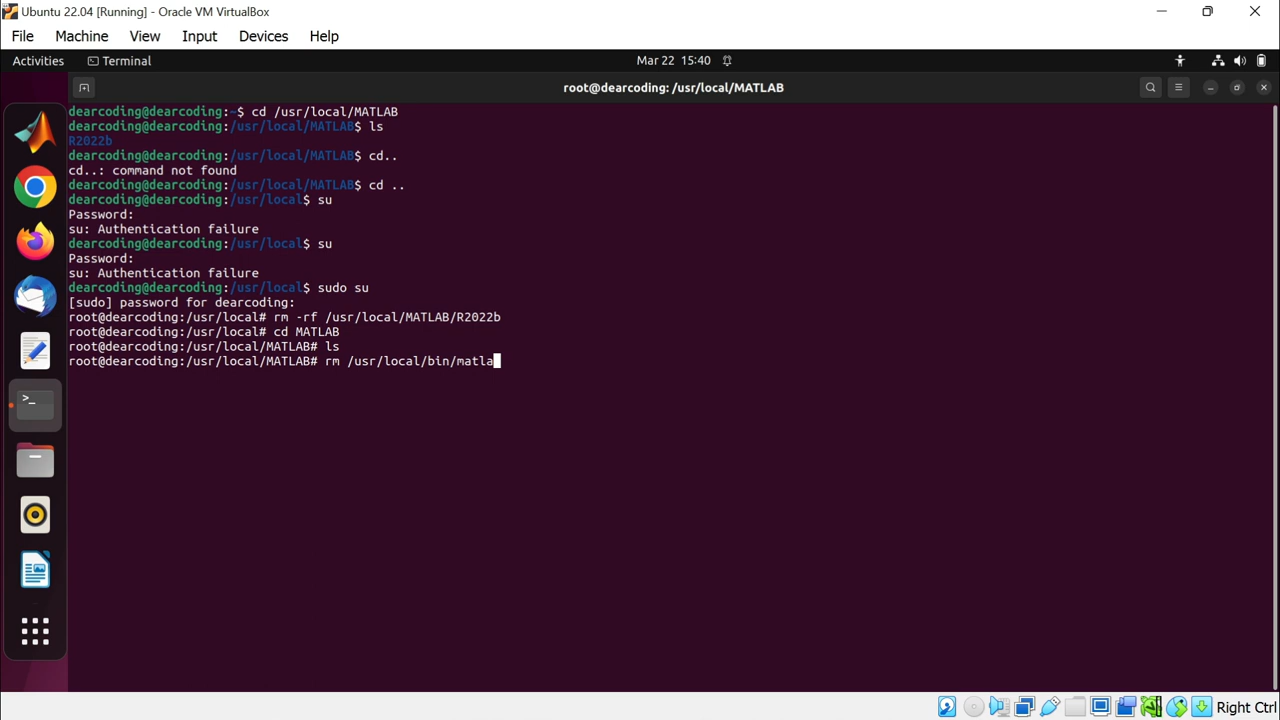 Ubuntu 22.04 [Running] - Oracle VM VirtualBox
File Machine View Input Devices Help
Activities Terminal Mar 22 15:40
root@dearcoding: /usr/local/MATLAB
dearcoding@dearcoding:~$ cd /usr/local/MATLAB
dearcoding@dearcoding:/usr/local/MATLAB$ ls
R2022b
dearcoding@dearcoding:/usr/local/MATLAB$ cd..
cd..: command not found
dearcoding@dearcoding:/usr/local/MATLAB$ cd ..
dearcoding@dearcoding:/usr/local$ su
Password:
su: Authentication failure
dearcoding@dearcoding:/usr/local$ su
Password:
su: Authentication failure
dearcoding@dearcoding:/usr/local$ sudo su
[sudo] password for dearcoding:
root@dearcoding:/usr/local# rm -rf /usr/local/MATLAB/R2022b
root@dearcoding:/usr/local# cd MATLAB
root@dearcoding:/usr/local/MATLAB# ls
root@dearcoding:/usr/local/MATLAB# rm /usr/local/bin/matla
Right Ctrl